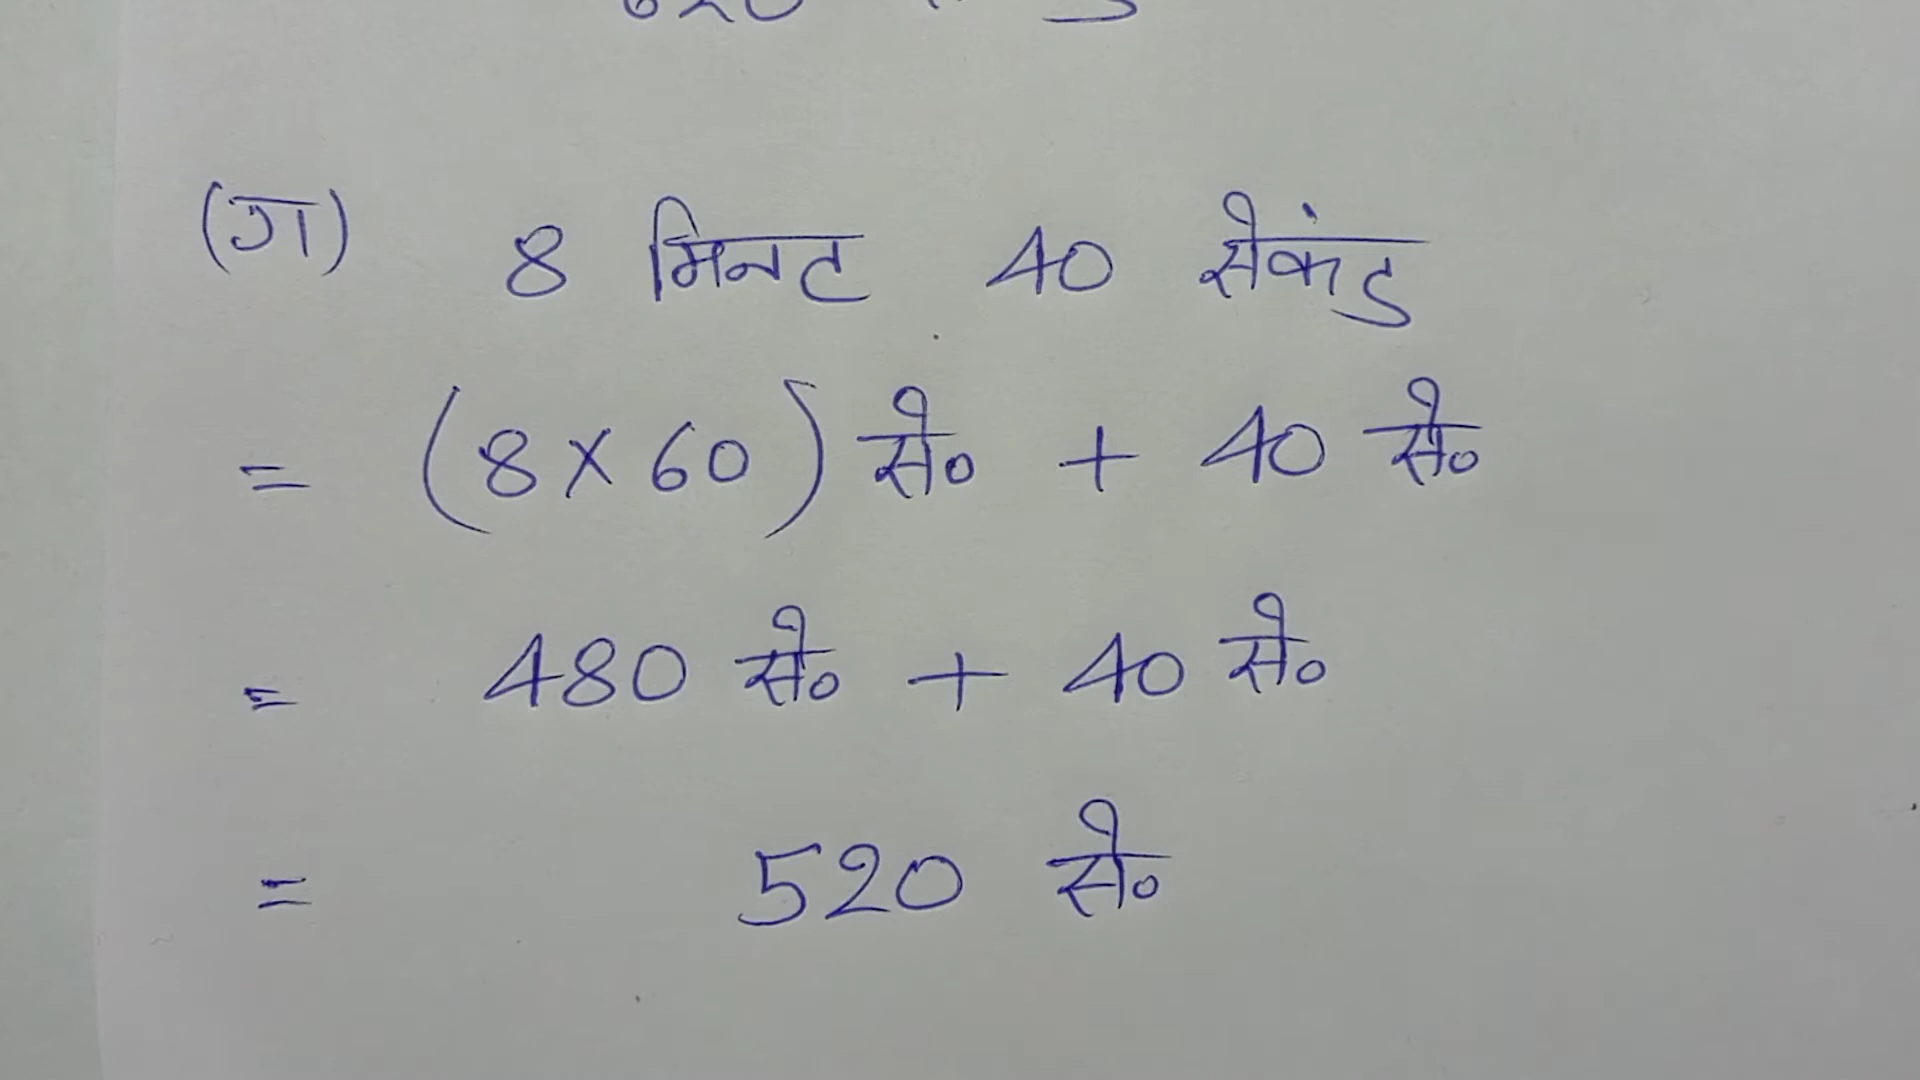 (ग) 8 मिनट 40 सेकंड
= (8 × 60) से० + 40 से०
= 480 से० + 40 से०
= 520 से०